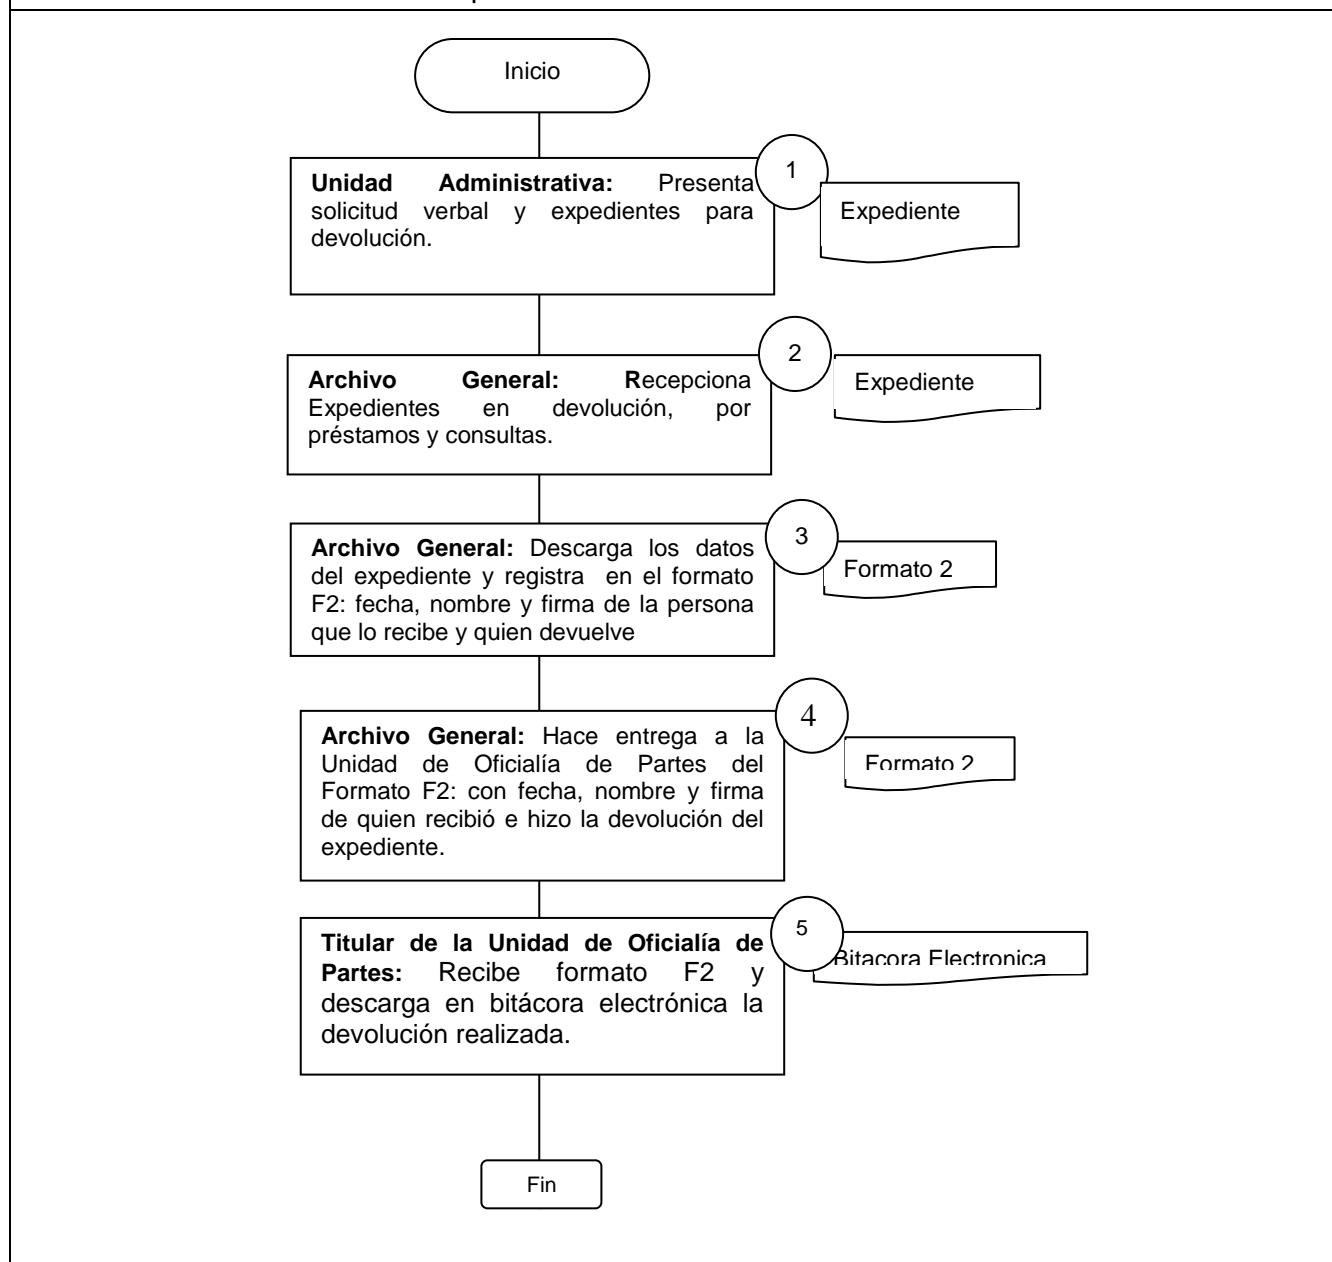 Inicio
1
Unidad Administrativa: Presenta
solicitud verbal y expedientes para
devolución.
Expediente
2
Archivo General: Recepciona
Expedientes en devolución, por
préstamos y consultas.
Expediente
3
Archivo General: Descarga los datos
del expediente y registra en el formato
F2: fecha, nombre y firma de la persona
que lo recibe y quien devuelve
Formato 2
4
Archivo General: Hace entrega a la
Unidad de Oficialía de Partes del
Formato F2: con fecha, nombre y firma
de quien recibió e hizo la devolución del
expediente.
Formato 2
5
Titular de la Unidad de Oficialía de
Partes: Recibe formato F2 y
descarga en bitácora electrónica la
devolución realizada.
Bitacora Electronica
Fin